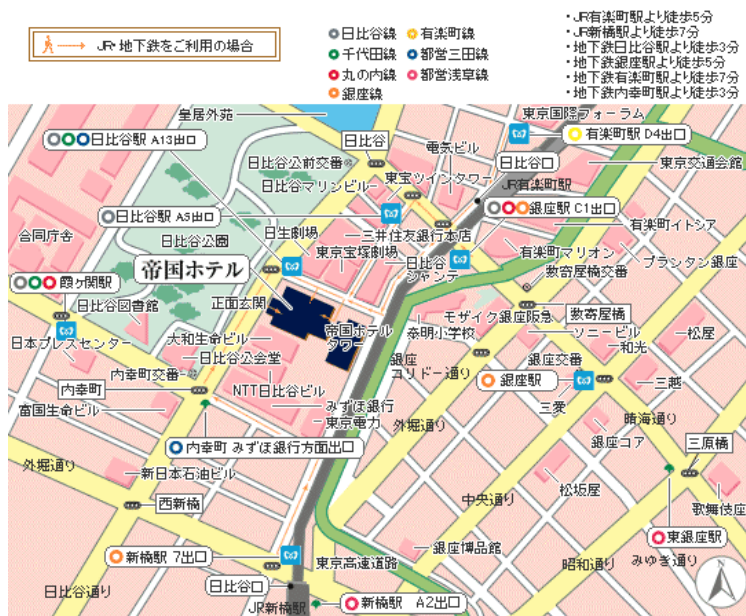 JR・地下鉄をご利用の場合
日比谷線
有楽町線
千代田線
都営三田線
丸の内線
都営浅草線
銀座線
・JR有楽町駅より徒歩5分
・JR新橋駅より徒歩7分
・地下鉄日比谷駅より徒歩3分
・地下鉄銀座駅より徒歩5分
・地下鉄有楽町駅より徒歩7分
・地下鉄内幸町駅より徒歩3分
皇居外苑
東京国際フォーラム
日比谷駅 A13出口
日比谷
電気ビル
有楽町駅 D4出口
日比谷公前交番
日比谷口
東京交通会館
日比谷マリンビル
東宝ツインタワー
JR有楽町駅
日比谷駅 A5出口
銀座駅 C1出口
日生劇場
三井住友銀行本店
有楽町イトシア
合同庁舎
日比谷公園
東京宝塚劇場
日比谷
シャンテ
有楽町マリオン
プランタン銀座
帝国ホテル
数寄屋橋交番
霞ヶ関駅
正面玄関
日比谷図書館
帝国ホテル
タワー
モザイク銀座阪急
数寄屋橋
泰明小学校
ソニービル
松屋
大和生命ビル
日本プレスセンター
日比谷公会堂
和光
銀座
コリドー通り
銀座交番
内幸町交番
内幸町
NTT日比谷ビル
銀座駅
三越
三愛
富国生命ビル
みずほ銀行
東京電力
外堀通り
晴海通り
銀座コア
三原橋
内幸町 みずほ銀行方面出口
外堀通り
新日本石油ビル
松坂屋
中央通り
歌舞伎座
西新橋
東銀座駅
新橋駅 7出口
東京高速道路
銀座博品館
昭和通り
みゆき通り
日比谷通り
日比谷口
JR新橋駅
新橋駅 A2出口
N